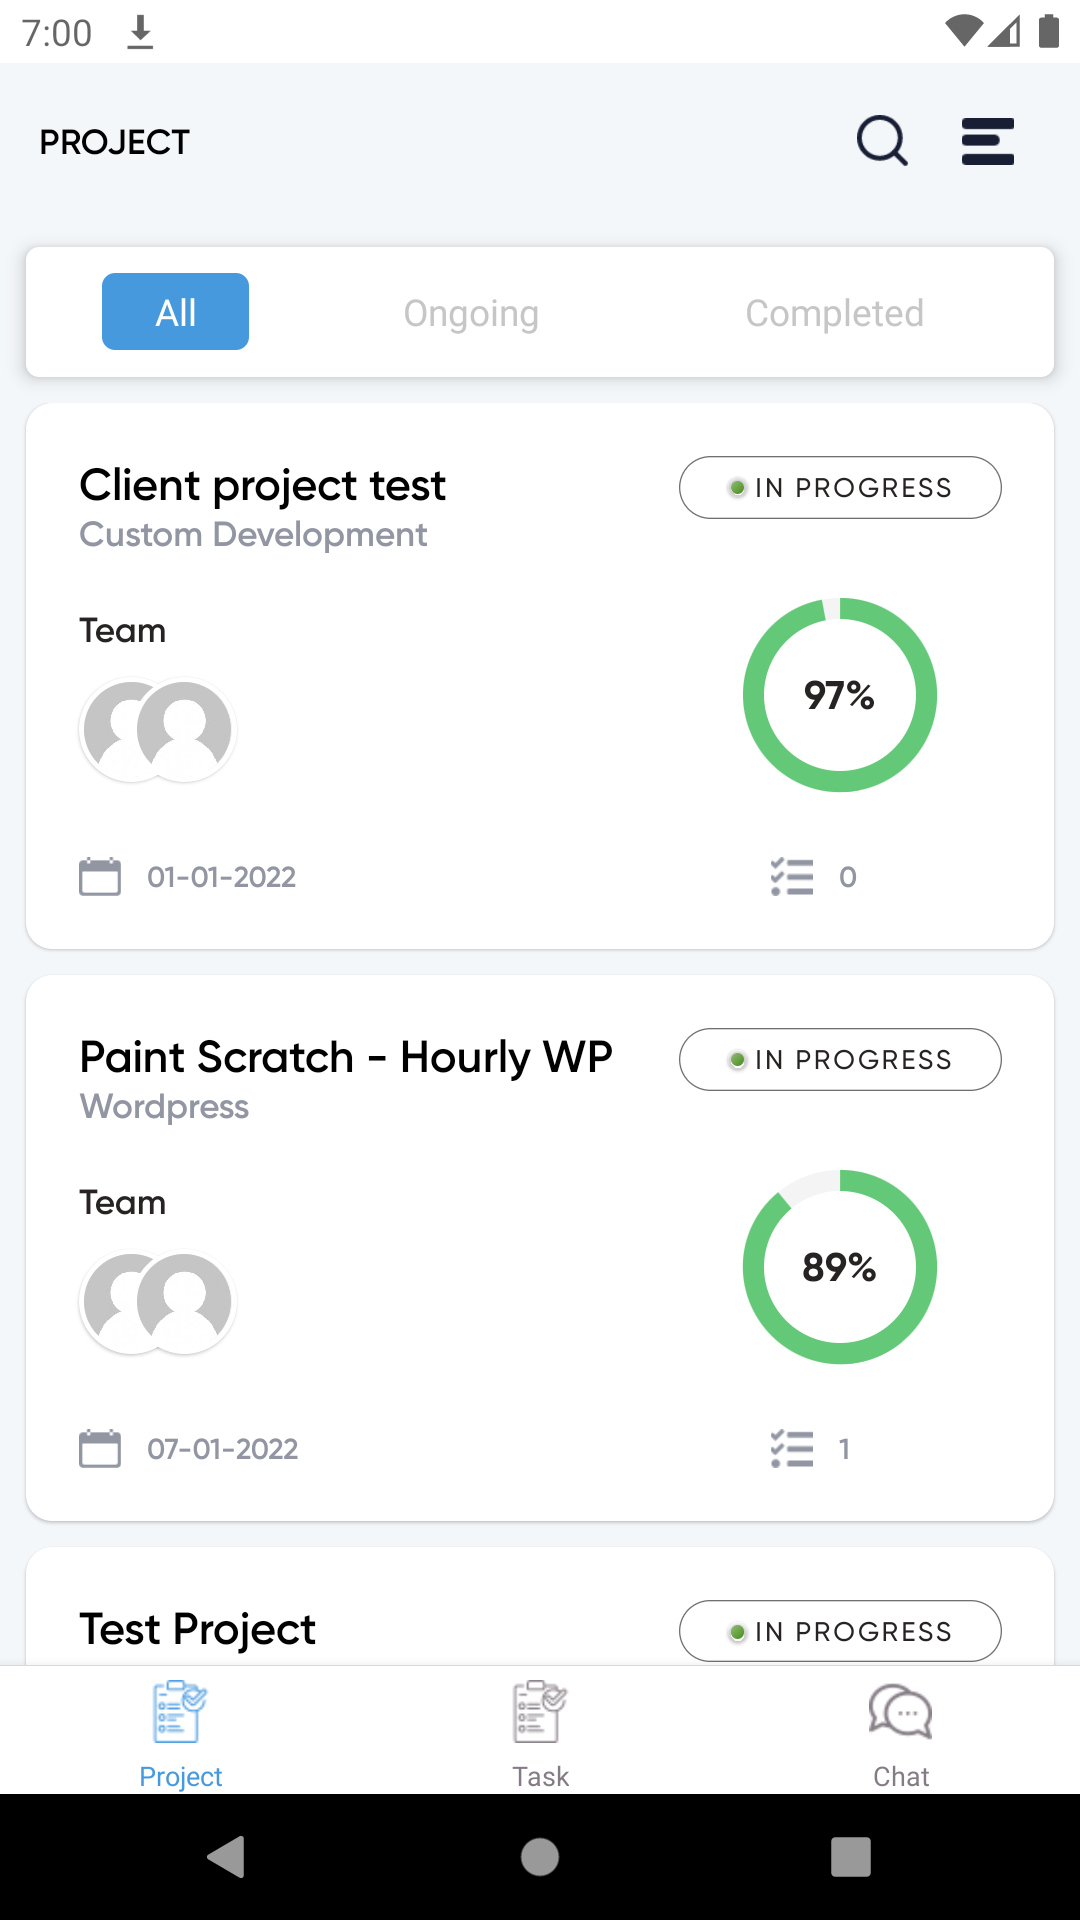 7:00
PROJECT
All
Ongoing
Completed
Client project test
IN PROGRESS
Custom Development
Team
97%
01-01-2022
0
Paint Scratch - Hourly WP
IN PROGRESS
Wordpress
Team
89%
07-01-2022
1
Test Project
IN PROGRESS
Project
Task
Chat